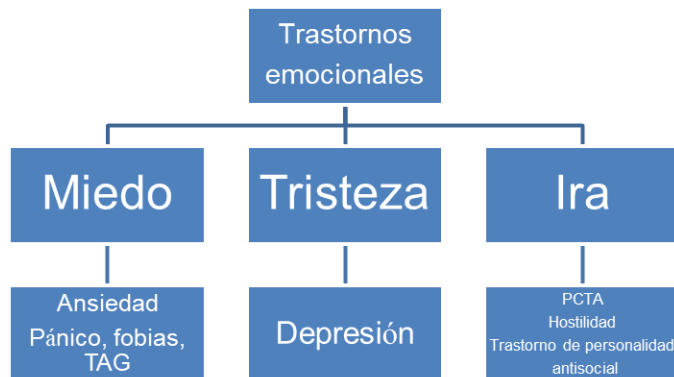 Trastornos
emocionales
Miedo
Tristeza
Ira
Ansiedad
Pánico, fobias,
TAG
Depresión
PCTA
Hostilidad
Trastorno de personalidad
antisocial